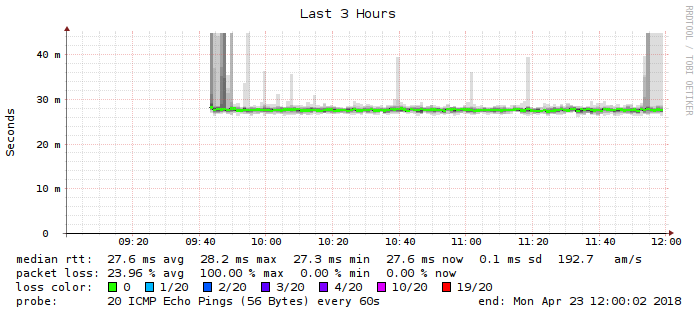 Last 3 Hours
RRDTOOL / TOBI OETIKER
Seconds
40 m
30 m
20 m
10 m
0
09:20 09:40 10:00 10:20 10:40 11:00 11:20 11:40 12:00
median rtt: 27.6 ms avg 28.2 ms max 27.3 ms min 27.6 ms now 0.1 ms sd 192.7 am/s
packet loss: 23.96 % avg 100.00 % max 0.00 % min 0.00 % now
loss color: 0 1/20 2/20 3/20 4/20 10/20 19/20
probe: 20 ICMP Echo Pings (56 Bytes) every 60s end: Mon Apr 23 12:00:02 2018